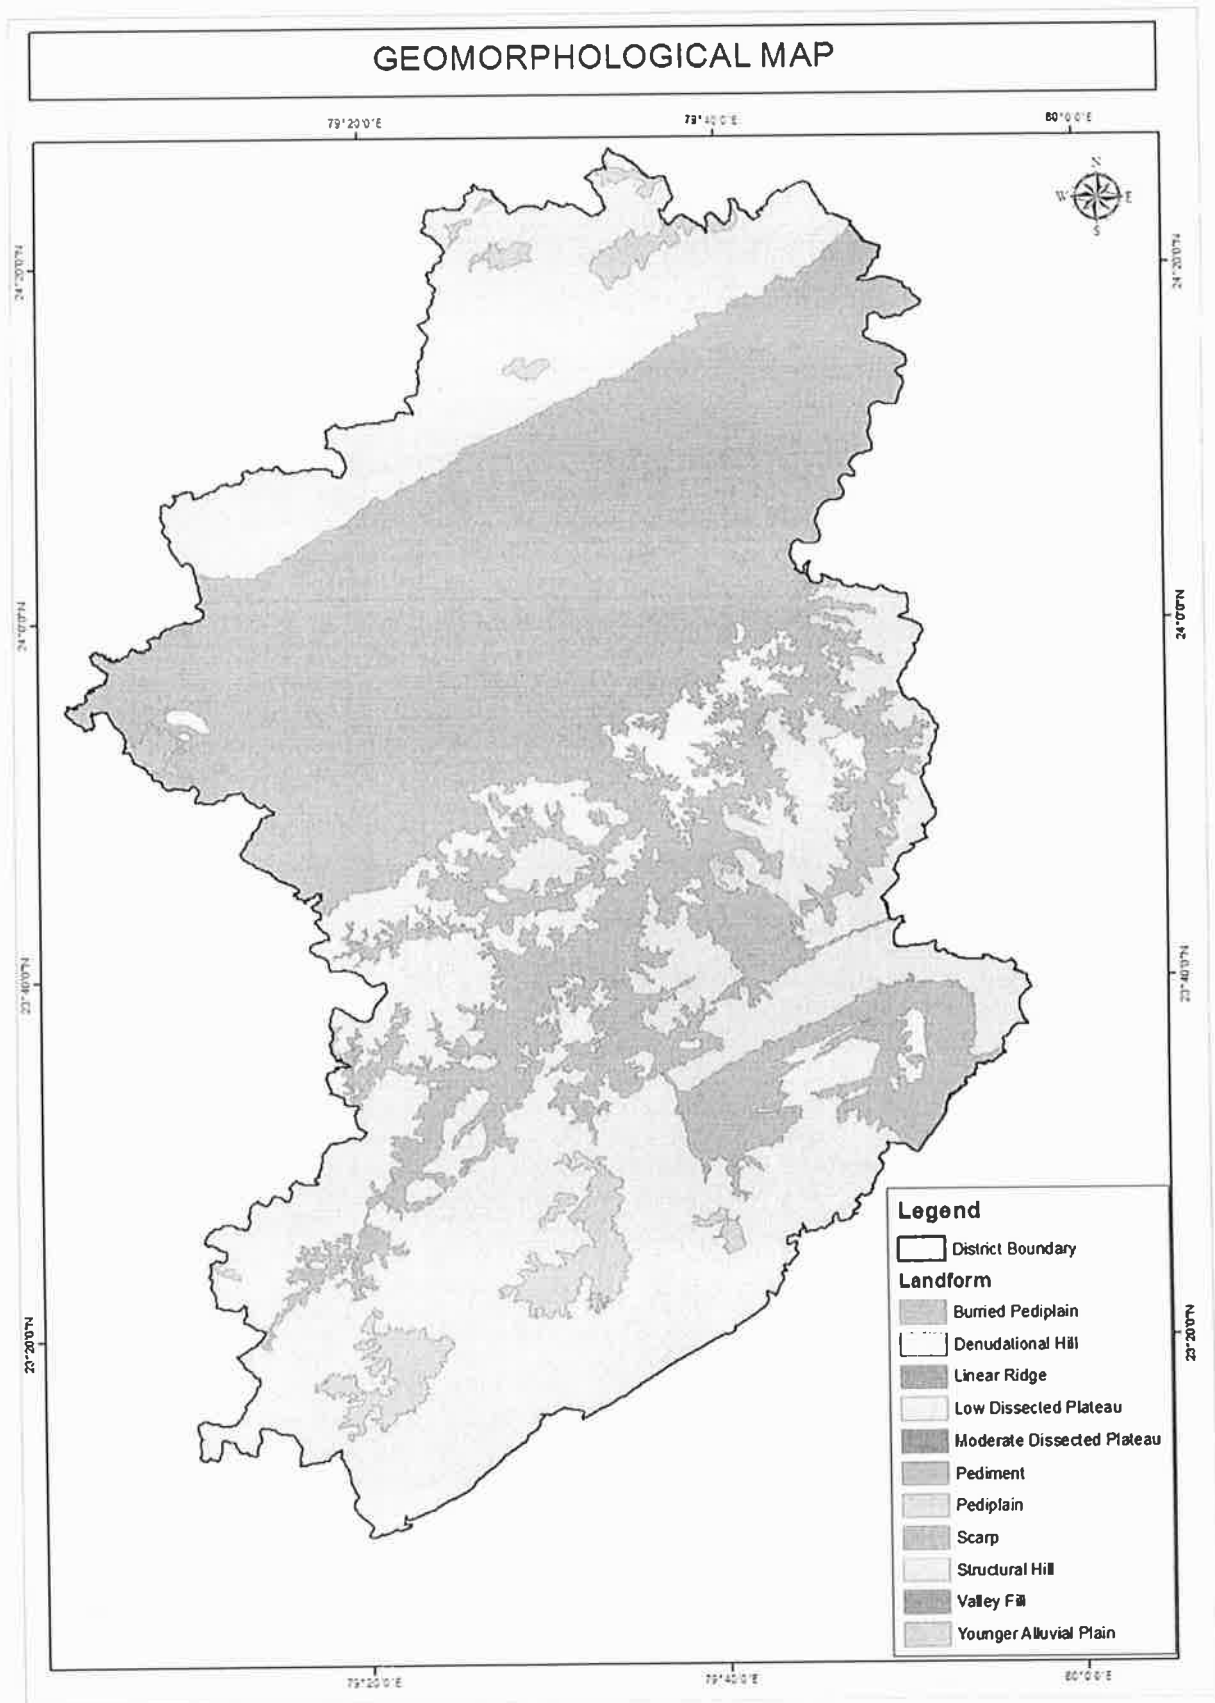 GEOMORPHOLOGICAL MAP
79°20'0"E 79°40'0"E 80°0'0"E
N
W E
S
24°20'0"N 24°20'0"N
24°0'0"N 24°0'0"N
23°40'0"N 23°40'0"N
23°20'0"N 23°20'0"N
Legend
District Boundary
Landform
Burried Pediplain
Denudalional Hill
Linear Ridge
Low Dissected Plateau
Moderate Dissected Plateau
Pediment
Pediplain
Scarp
Structural Hill
Valley Fill
Younger Alluvial Plain
79°20'0"E 79°40'0"E 80°0'0"E